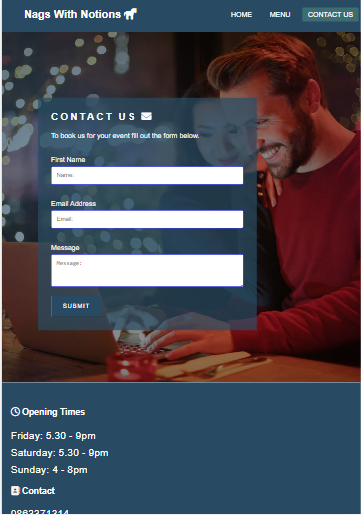 Nags With Notions
HOME MENU CONTACT US
CONTACT US
To book us for your event fill out the form below.
First Name
Name:
Email Address
Email:
Message
Message:
SUBMIT
Opening Times
Friday: 5.30 - 9pm
Saturday: 5.30 - 9pm
Sunday: 4 - 8pm
Contact